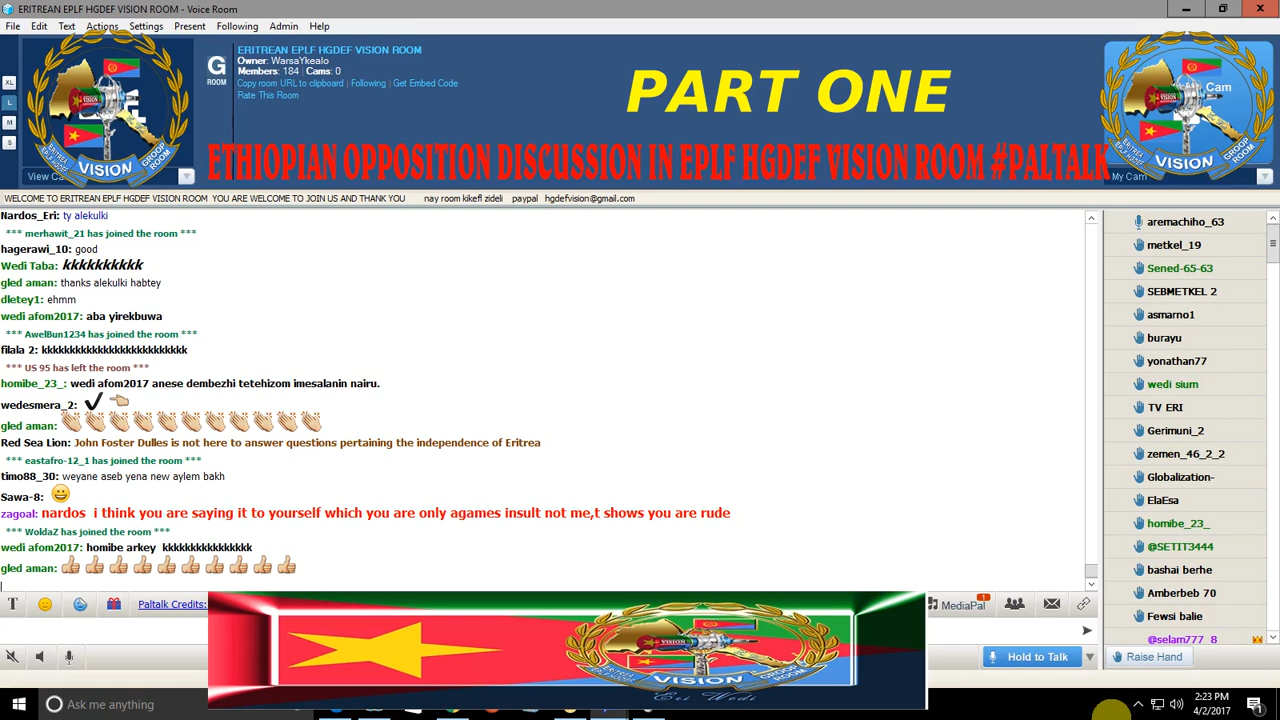 ERITREAN EPLF HGDEF VISION ROOM - Voice Room
File Edit Text Actions Settings Present Following Admin Help
XL
L
M
S
VISION
G
ROOM
ERITREAN EPLF HGDEF VISION ROOM
Owner: WarsaYkealo
Members: 184 | Cams: 0
Copy room URL to clipboard | Following | Get Embed Code
Rate This Room
PART ONE
ETHIOPIAN OPPOSITION DISCUSSION IN EPLF HGDEF VISION ROOM #PALTALK
Cam
VISION
My Cam
WELCOME TO ERITREAN EPLF HGDEF VISION ROOM YOU ARE WELCOME TO JOIN US AND THANK YOU nay room kikefl zideli paypal hgdefvision@gmail.com
Nardos_Eri: ty alekulki
*** merhawit_21 has joined the room ***
hagerawi_10: good
Wedi Taba: kkkkkkkkkk
gled aman: thanks alekulki habtey
dletey1: ehmm
wedi afom2017: aba yirekbuwa
*** AwelBun1234 has joined the room ***
filala 2: kkkkkkkkkkkkkkkkkkkkkkkkkk
*** US 95 has left the room ***
homibe_23_: wedi afom2017 anese dembezhi tetehizom imesalanin nairu.
wedesmera_2: ✔
gled aman:
Red Sea Lion: John Foster Dulles is not here to answer questions pertaining the independence of Eritrea
*** eastafro-12_1 has joined the room ***
timo88_30: weyane aseb yena new aylem bakh
Sawa-8:
zagoal: nardos i think you are saying it to yourself which you are only agames insult not me,t shows you are rude
*** WoldaZ has joined the room ***
wedi afom2017: homibe arkey kkkkkkkkkkkkkkkk
gled aman:
aremachiho_63
metkel_19
Sened-65-63
SEBMETKEL 2
asmarno1
burayu
yonathan77
wedi sium
TV ERI
Gerimuni_2
zemen_46_2_2
Globalization-
ElaEsa
homibe_23_
@SETIT3444
bashai berhe
Amberbeb 70
Fewsi balie
@selam777_8
T Paltalk Credits:
MediaPal 1
VISION
Eri Wedi
Hold to Talk
Raise Hand
Ask me anything
2:23 PM
4/2/2017